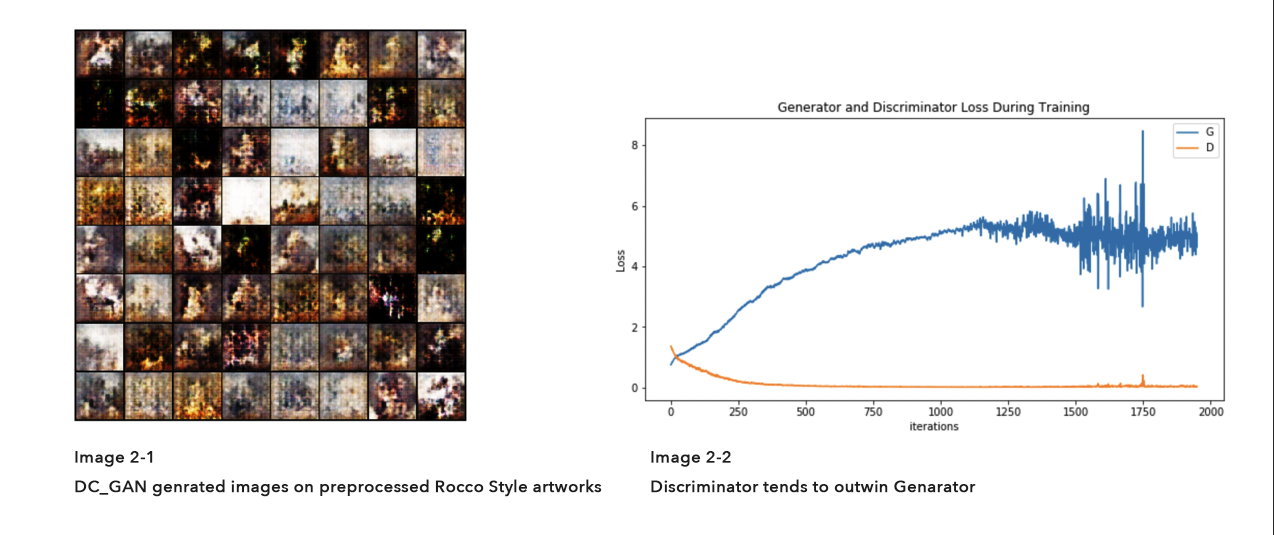 Generator and Discriminator Loss During Training
G
D
8
6
4
2
0
Loss
0 250 500 750 1000 1250 1500 1750 2000
iterations
Image 2-1
DC_GAN genrated images on preprocessed Rocco Style artworks
Image 2-2
Discriminator tends to outwin Genarator